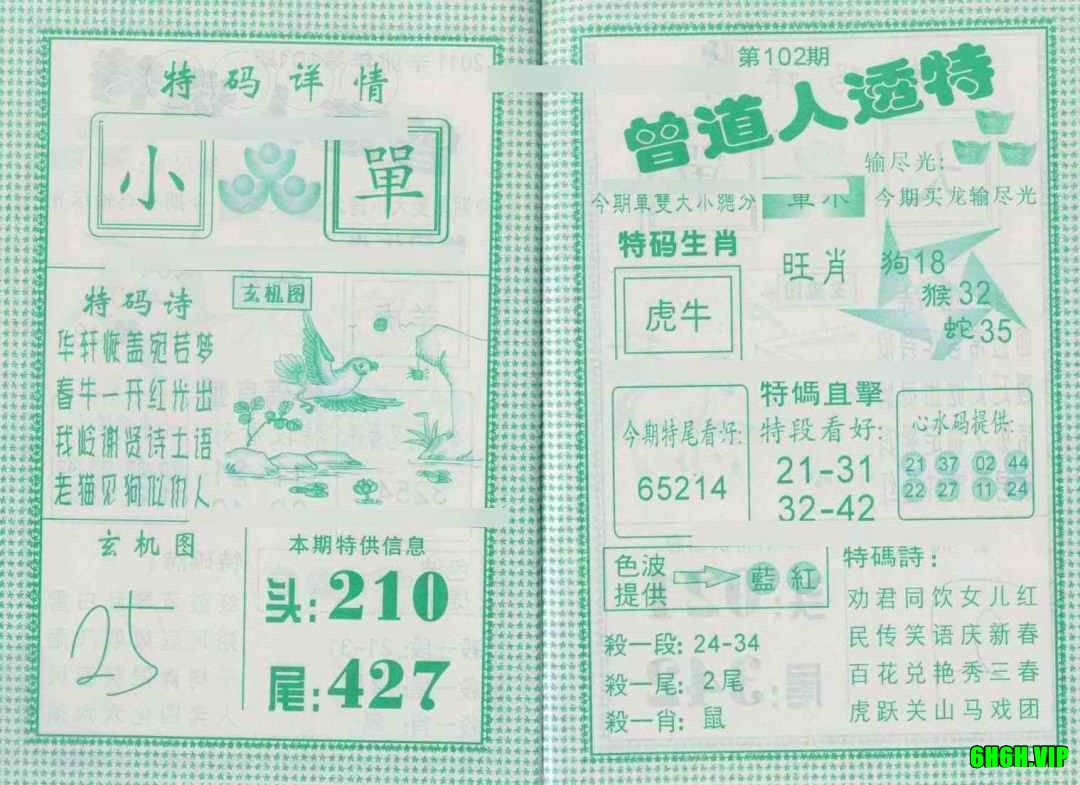 特码详情
小 單
特码诗
玄机图
华轩恢盖宛若梦
春牛一开红光出
我岭谢贤诗土语
老猫见狗似仇人
玄机图
25
本期特供信息
头:210
尾:427
第102期
曾道人透特
输尽光:
今期买龙输尽光
今期單雙大小總分
單小
特码生肖
虎牛
旺肖
狗18
猴32
蛇35
今期特尾看好:
65214
特碼直擊
特段看好:
21-31
32-42
心水码提供:
21 37 02 44
22 27 11 24
色波
提供
藍 紅
殺一段: 24-34
殺一尾: 2尾
殺一肖: 鼠
特碼詩:
劝君同饮女儿红
民传笑语庆新春
百花兑艳秀三春
虎跃关山马戏团
6H6H.VIP